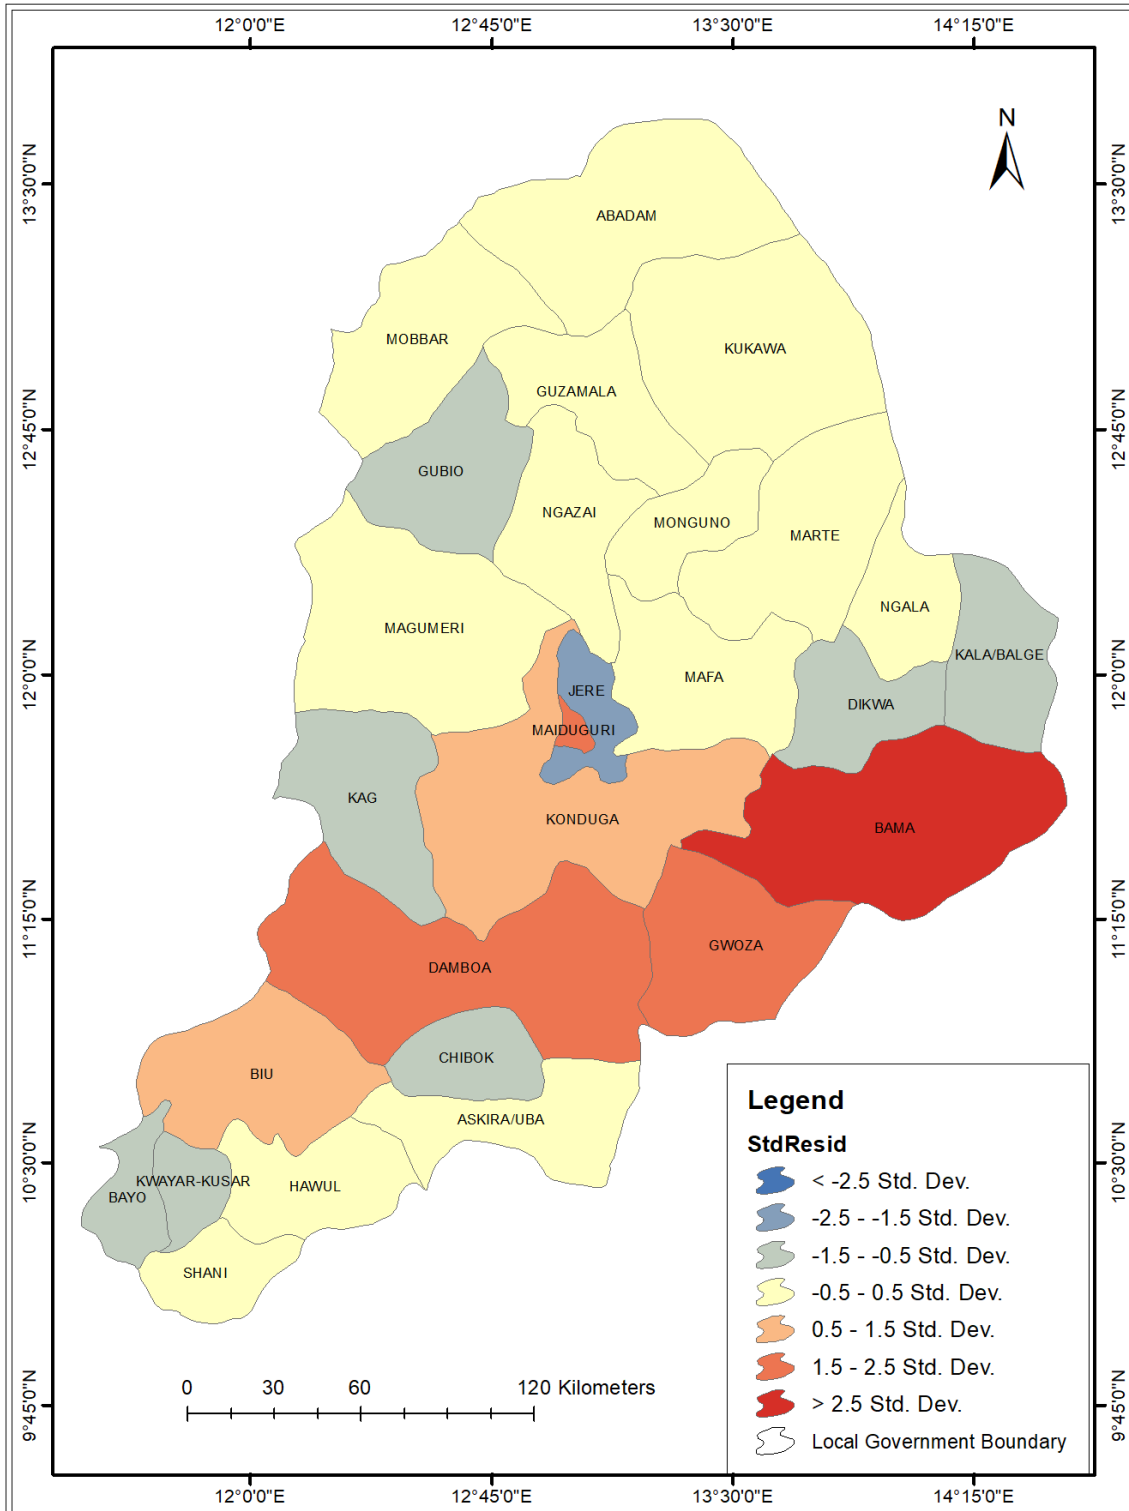 12°0'0"E 12°45'0"E 13°30'0"E 14°15'0"E
N
13°30'0"N 13°30'0"N
ABADAM
MOBBAR
KUKAWA
GUZAMALA
12°45'0"N 12°45'0"N
GUBIO
NGAZAI
MONGUNO
MARTE
NGALA
MAGUMERI
KALA/BALGE
12°0'0"N 12°0'0"N
MAFA
JERE
DIKWA
MAIDUGURI
KAG
KONDUGA
BAMA
11°15'0"N 11°15'0"N
GWOZA
DAMBOA
CHIBOK
BIU
ASKIRA/UBA
10°30'0"N 10°30'0"N
KWAYAR-KUSAR
HAWUL
BAYO
SHANI
Legend
StdResid
< -2.5 Std. Dev.
-2.5 - -1.5 Std. Dev.
-1.5 - -0.5 Std. Dev.
-0.5 - 0.5 Std. Dev.
0.5 - 1.5 Std. Dev.
1.5 - 2.5 Std. Dev.
> 2.5 Std. Dev.
Local Government Boundary
0 30 60 120 Kilometers
9°45'0"N 9°45'0"N
12°0'0"E 12°45'0"E 13°30'0"E 14°15'0"E